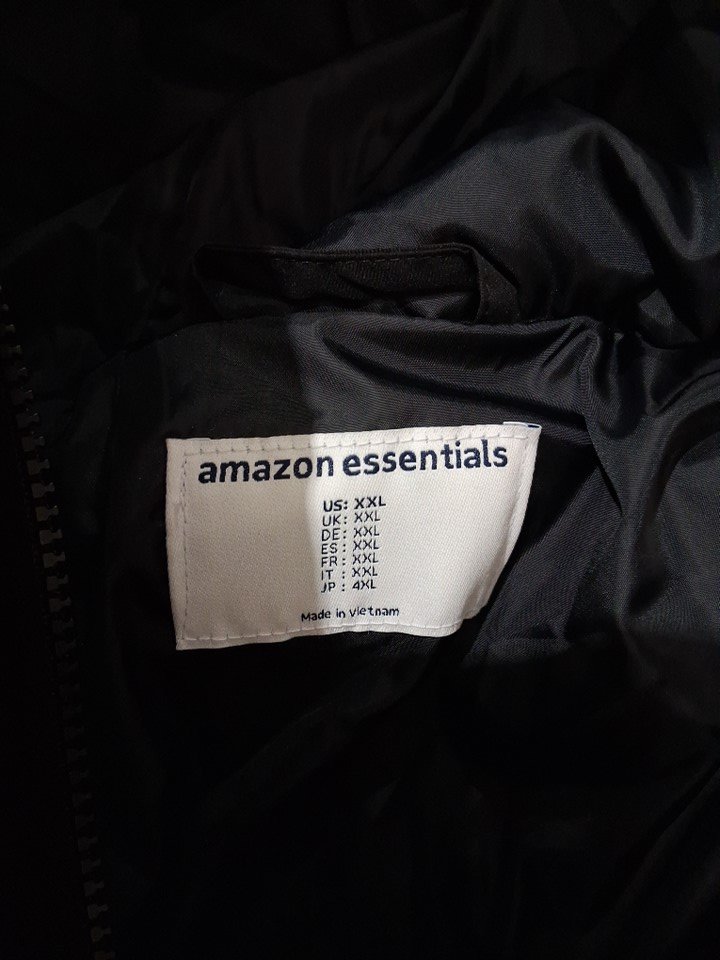 amazon essentials
US: XXL
UK: XXL
DE: XXL
ES : XXL
FR : XXL
IT : XXL
JP : 4XL
Made in Vietnam